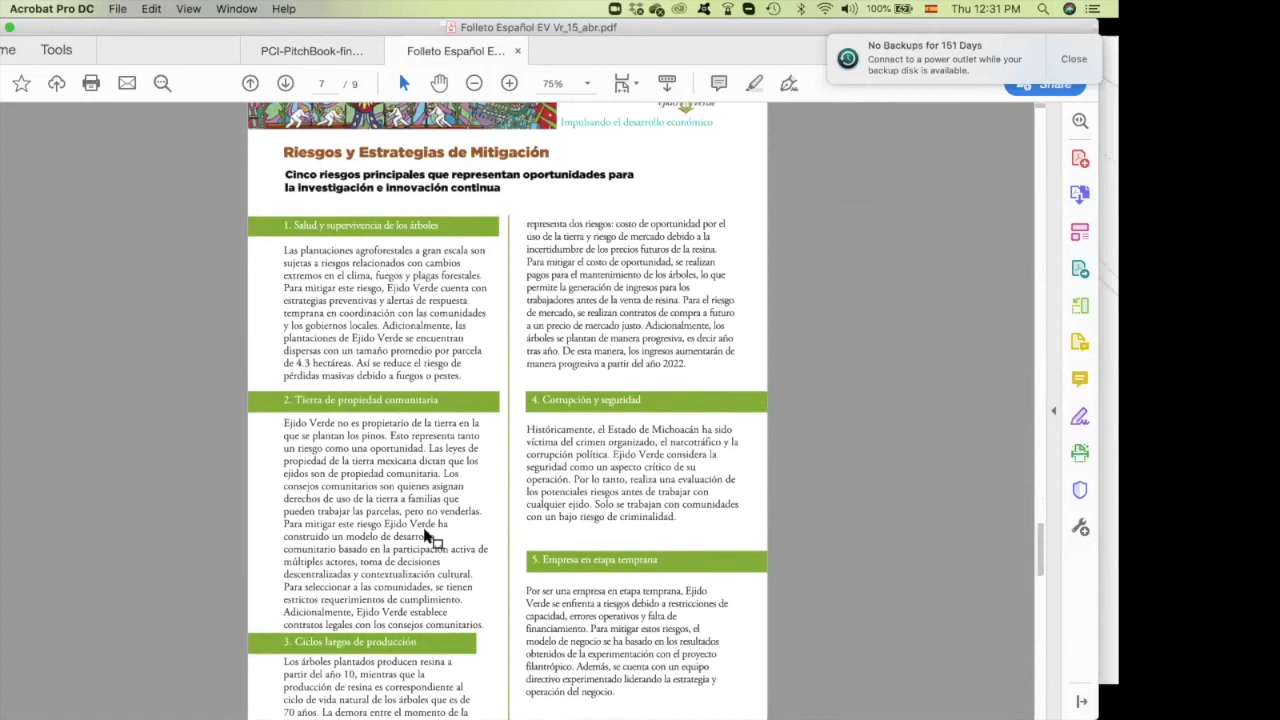 Acrobat Pro DC File Edit View Window Help 100% Thu 12:31 PM
Folleto Español EV Vr_15_abr.pdf
me Tools PCI-PitchBook-fin... Folleto Español E... ×
No Backups for 151 Days
Connect to a power outlet while your
backup disk is available.
Close
7 / 9 75% Share
Ejido Verde
Impulsando el desarrollo económico
Riesgos y Estrategias de Mitigación
Cinco riesgos principales que representan oportunidades para
la investigación e innovación continua
1. Salud y supervivencia de los árboles
Las plantaciones agroforestales a gran escala son
sujetas a riesgos relacionados con cambios
extremos en el clima, fuegos y plagas forestales.
Para mitigar este riesgo, Ejido Verde cuenta con
estrategias preventivas y alertas de respuesta
temprana en coordinación con las comunidades
y los gobiernos locales. Adicionalmente, las
plantaciones de Ejido Verde se encuentran
dispersas con un tamaño promedio por parcela
de 4.3 hectáreas. Así se reduce el riesgo de
pérdidas masivas debido a fuegos o pestes.
2. Tierra de propiedad comunitaria
Ejido Verde no es propietario de la tierra en la
que se plantan los pinos. Esto representa tanto
un riesgo como una oportunidad. Las leyes de
propiedad de la tierra mexicana dictan que los
ejidos son de propiedad comunitaria. Los
consejos comunitarios son quienes asignan
derechos de uso de la tierra a familias que
pueden trabajar las parcelas, pero no venderlas.
Para mitigar este riesgo Ejido Verde ha
construido un modelo de desarro
comunitario basado en la participación activa de
múltiples actores, toma de decisiones
descentralizadas y contextualización cultural.
Para seleccionar a las comunidades, se tienen
estrictos requerimientos de cumplimiento.
Adicionalmente, Ejido Verde establece
contratos legales con los consejos comunitarios.
3. Ciclos largos de producción
Los árboles plantados producen resina a
partir del año 10, mientras que la
producción de resina es correspondiente al
ciclo de vida natural de los árboles que es de
70 años. La demora entre el momento de la
representa dos riesgos: costo de oportunidad por el
uso de la tierra y riesgo de mercado debido a la
incertidumbre de los precios futuros de la resina.
Para mitigar el costo de oportunidad, se realizan
pagos para el mantenimiento de los árboles, lo que
permite la generación de ingresos para los
trabajadores antes de la venta de resina. Para el riesgo
de mercado, se realizan contratos de compra a futuro
a un precio de mercado justo. Adicionalmente, los
árboles se plantan de manera progresiva, es decir año
tras año. De esta manera, los ingresos aumentarán de
manera progresiva a partir del año 2022.
4. Corrupción y seguridad
Históricamente, el Estado de Michoacán ha sido
víctima del crimen organizado, el narcotráfico y la
corrupción política. Ejido Verde considera la
seguridad como un aspecto crítico de su
operación. Por lo tanto, realiza una evaluación de
los potenciales riesgos antes de trabajar con
cualquier ejido. Solo se trabajan con comunidades
con un bajo riesgo de criminalidad.
5. Empresa en etapa temprana
Por ser una empresa en etapa temprana, Ejido
Verde se enfrenta a riesgos debido a restricciones de
capacidad, errores operativos y falta de
financiamiento. Para mitigar estos riesgos, el
modelo de negocio se ha basado en los resultados
obtenidos de la experimentación con el proyecto
filantrópico. Además, se cuenta con un equipo
directivo experimentado liderando la estrategia y
operación del negocio.